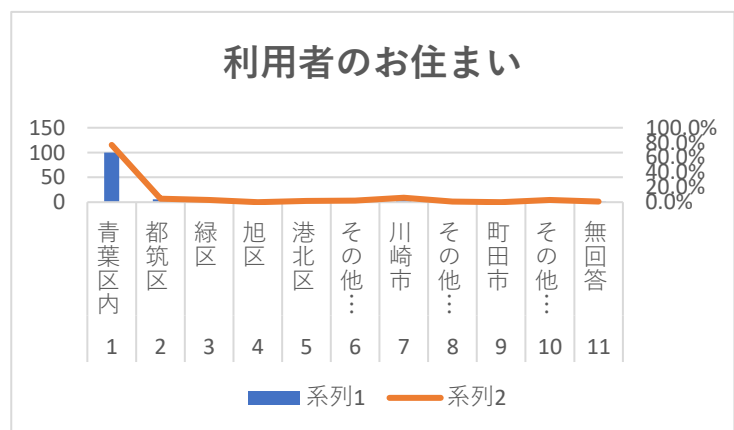 利用者のお住まい
150
100
50
0
100.0%
80.0%
60.0%
40.0%
20.0%
0.0%
青葉区内
都筑区
緑区
旭区
港北区
その他…
川崎市
その他…
町田市
その他…
無回答
1 2 3 4 5 6 7 8 9 10 11
系列1 系列2